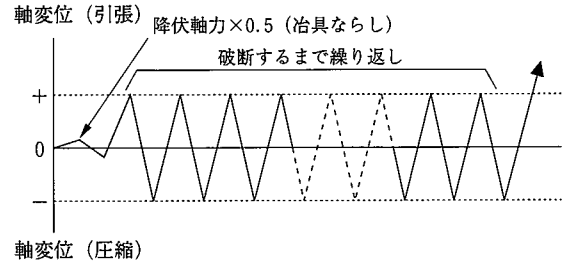 軸変位（引張）
降伏軸力×0.5（冶具ならし）
破断するまで繰り返し
+
0
−
軸変位（圧縮）